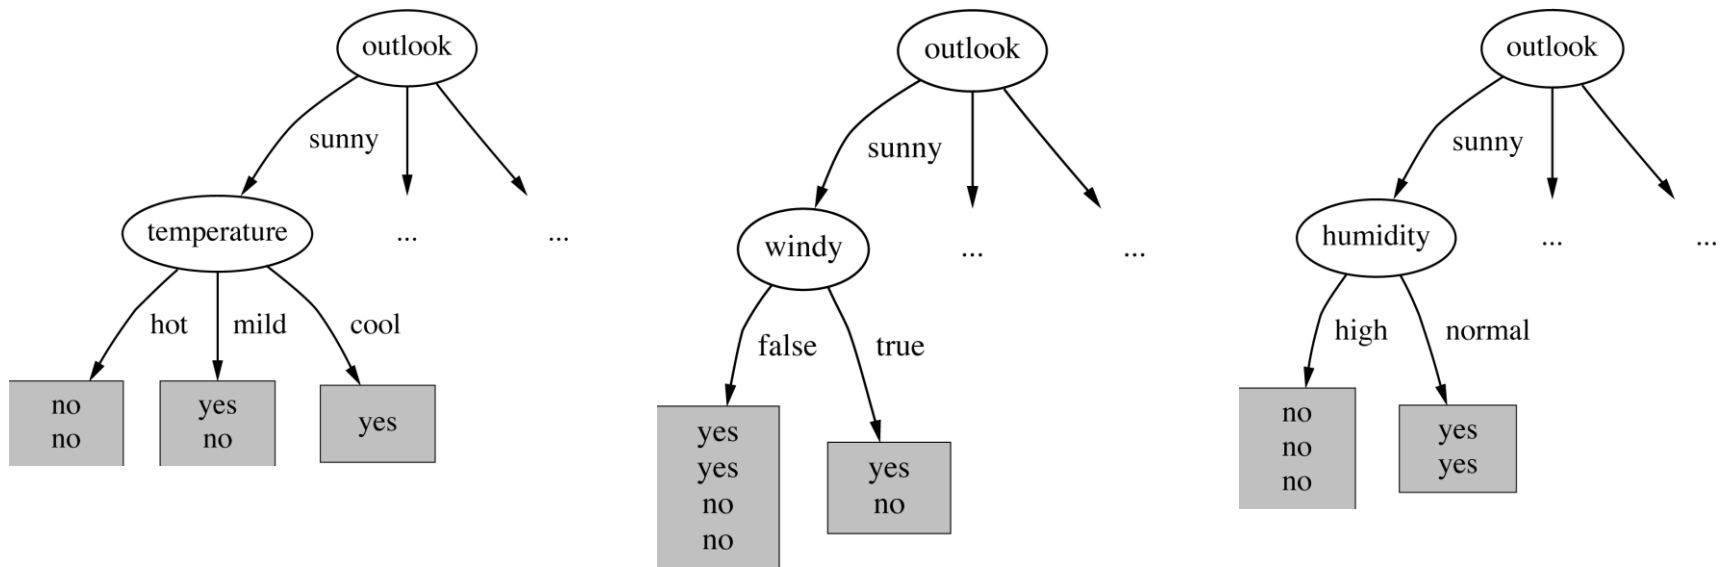 outlook
sunny
temperature
...
...
hot
mild
cool
no
no
yes
no
yes
outlook
sunny
windy
...
...
false
true
yes
yes
no
no
yes
no
outlook
sunny
humidity
...
...
high
normal
no
no
no
yes
yes